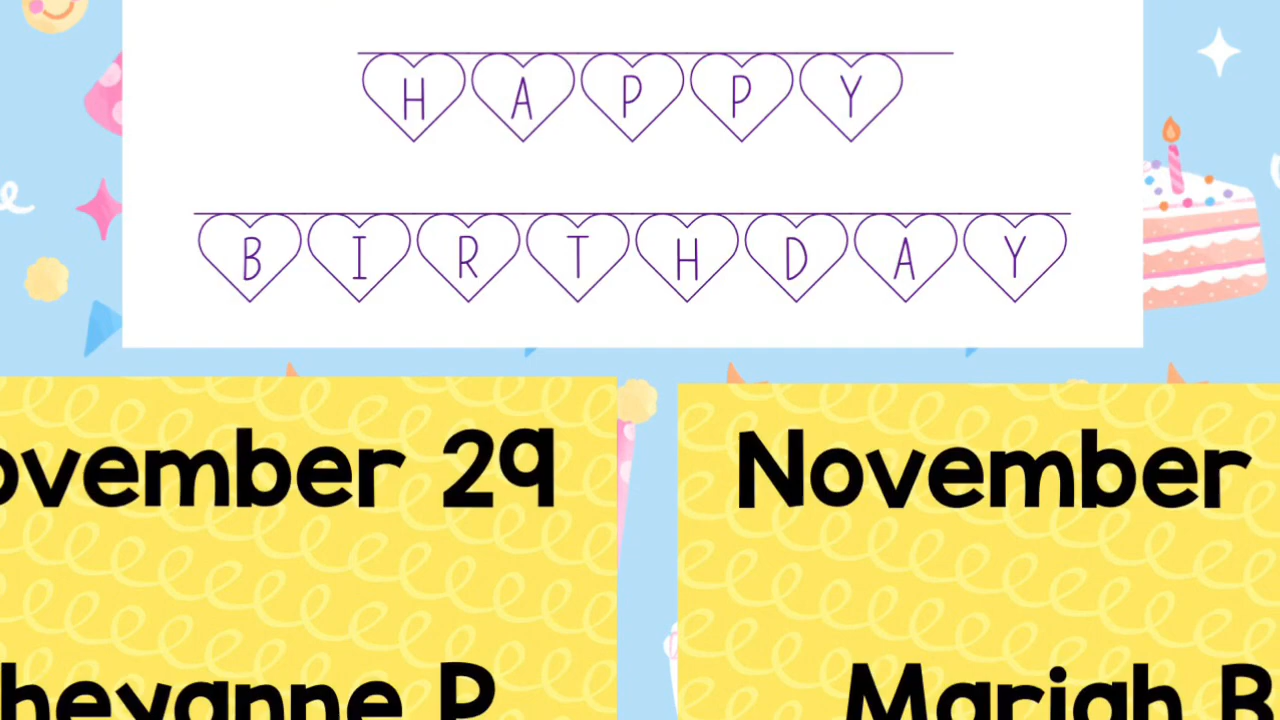 HAPPY
BIRTHDAY
ovember 29
November
heyanne P
Mariah B